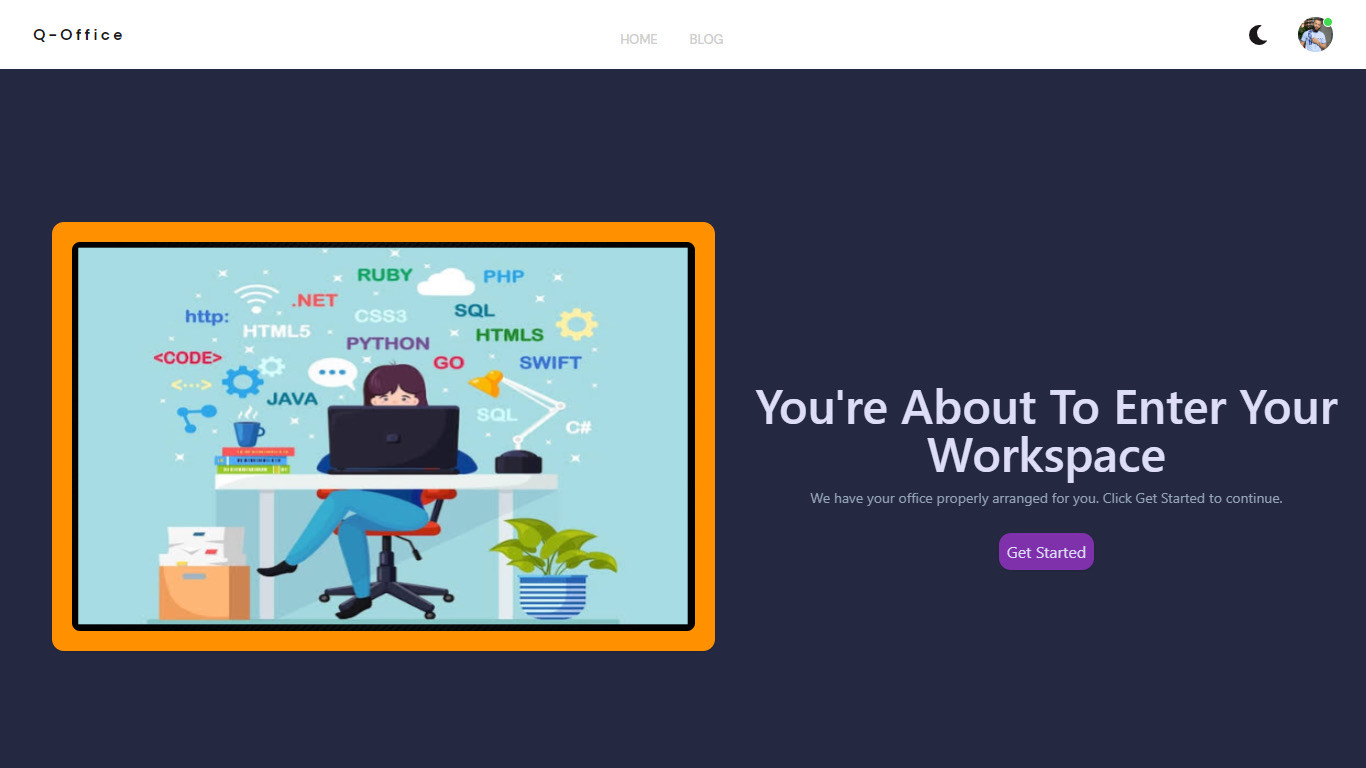 Q-Office
HOME BLOG
RUBY
PHP
.NET
http:
CSS3
SQL
HTML5
HTMLS
PYTHON
<CODE>
GO
SWIFT
<···>
JAVA
SQL
C#
You're About To Enter Your
Workspace
We have your office properly arranged for you. Click Get Started to continue.
Get Started